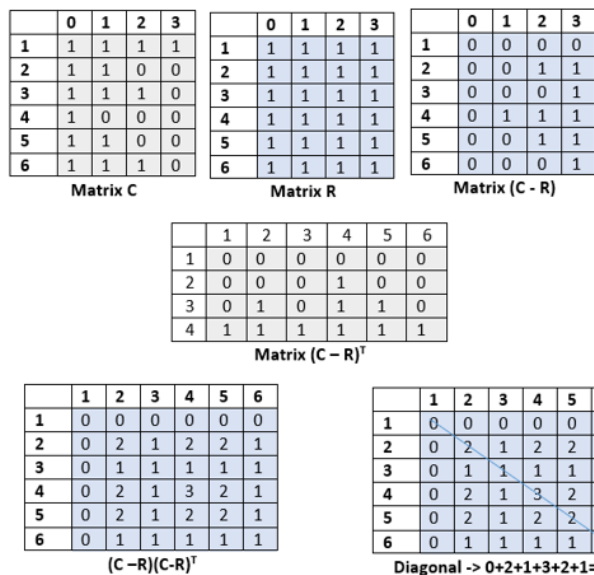 0 1 2 3
1 1 1 1 1
2 1 1 0 0
3 1 1 1 0
4 1 0 0 0
5 1 1 0 0
6 1 1 1 0
Matrix C
0 1 2 3
1 1 1 1 1
2 1 1 1 1
3 1 1 1 1
4 1 1 1 1
5 1 1 1 1
6 1 1 1 1
Matrix R
0 1 2 3
1 0 0 0 0
2 0 0 1 1
3 0 0 0 1
4 0 1 1 1
5 0 0 1 1
6 0 0 0 1
Matrix (C - R)
1 2 3 4 5 6
1 0 0 0 0 0 0
2 0 0 0 1 0 0
3 0 1 0 1 1 0
4 1 1 1 1 1 1
Matrix (C – R)ᵀ
1 2 3 4 5 6
1 0 0 0 0 0 0
2 0 2 1 2 2 1
3 0 1 1 1 1 1
4 0 2 1 3 2 1
5 0 2 1 2 2 1
6 0 1 1 1 1 1
(C –R)(C-R)ᵀ
1 2 3 4 5
1 0 0 0 0 0
2 0 2 1 2 2
3 0 1 1 1 1
4 0 2 1 3 2
5 0 2 1 2 2
6 0 1 1 1 1
Diagonal -> 0+2+1+3+2+1=